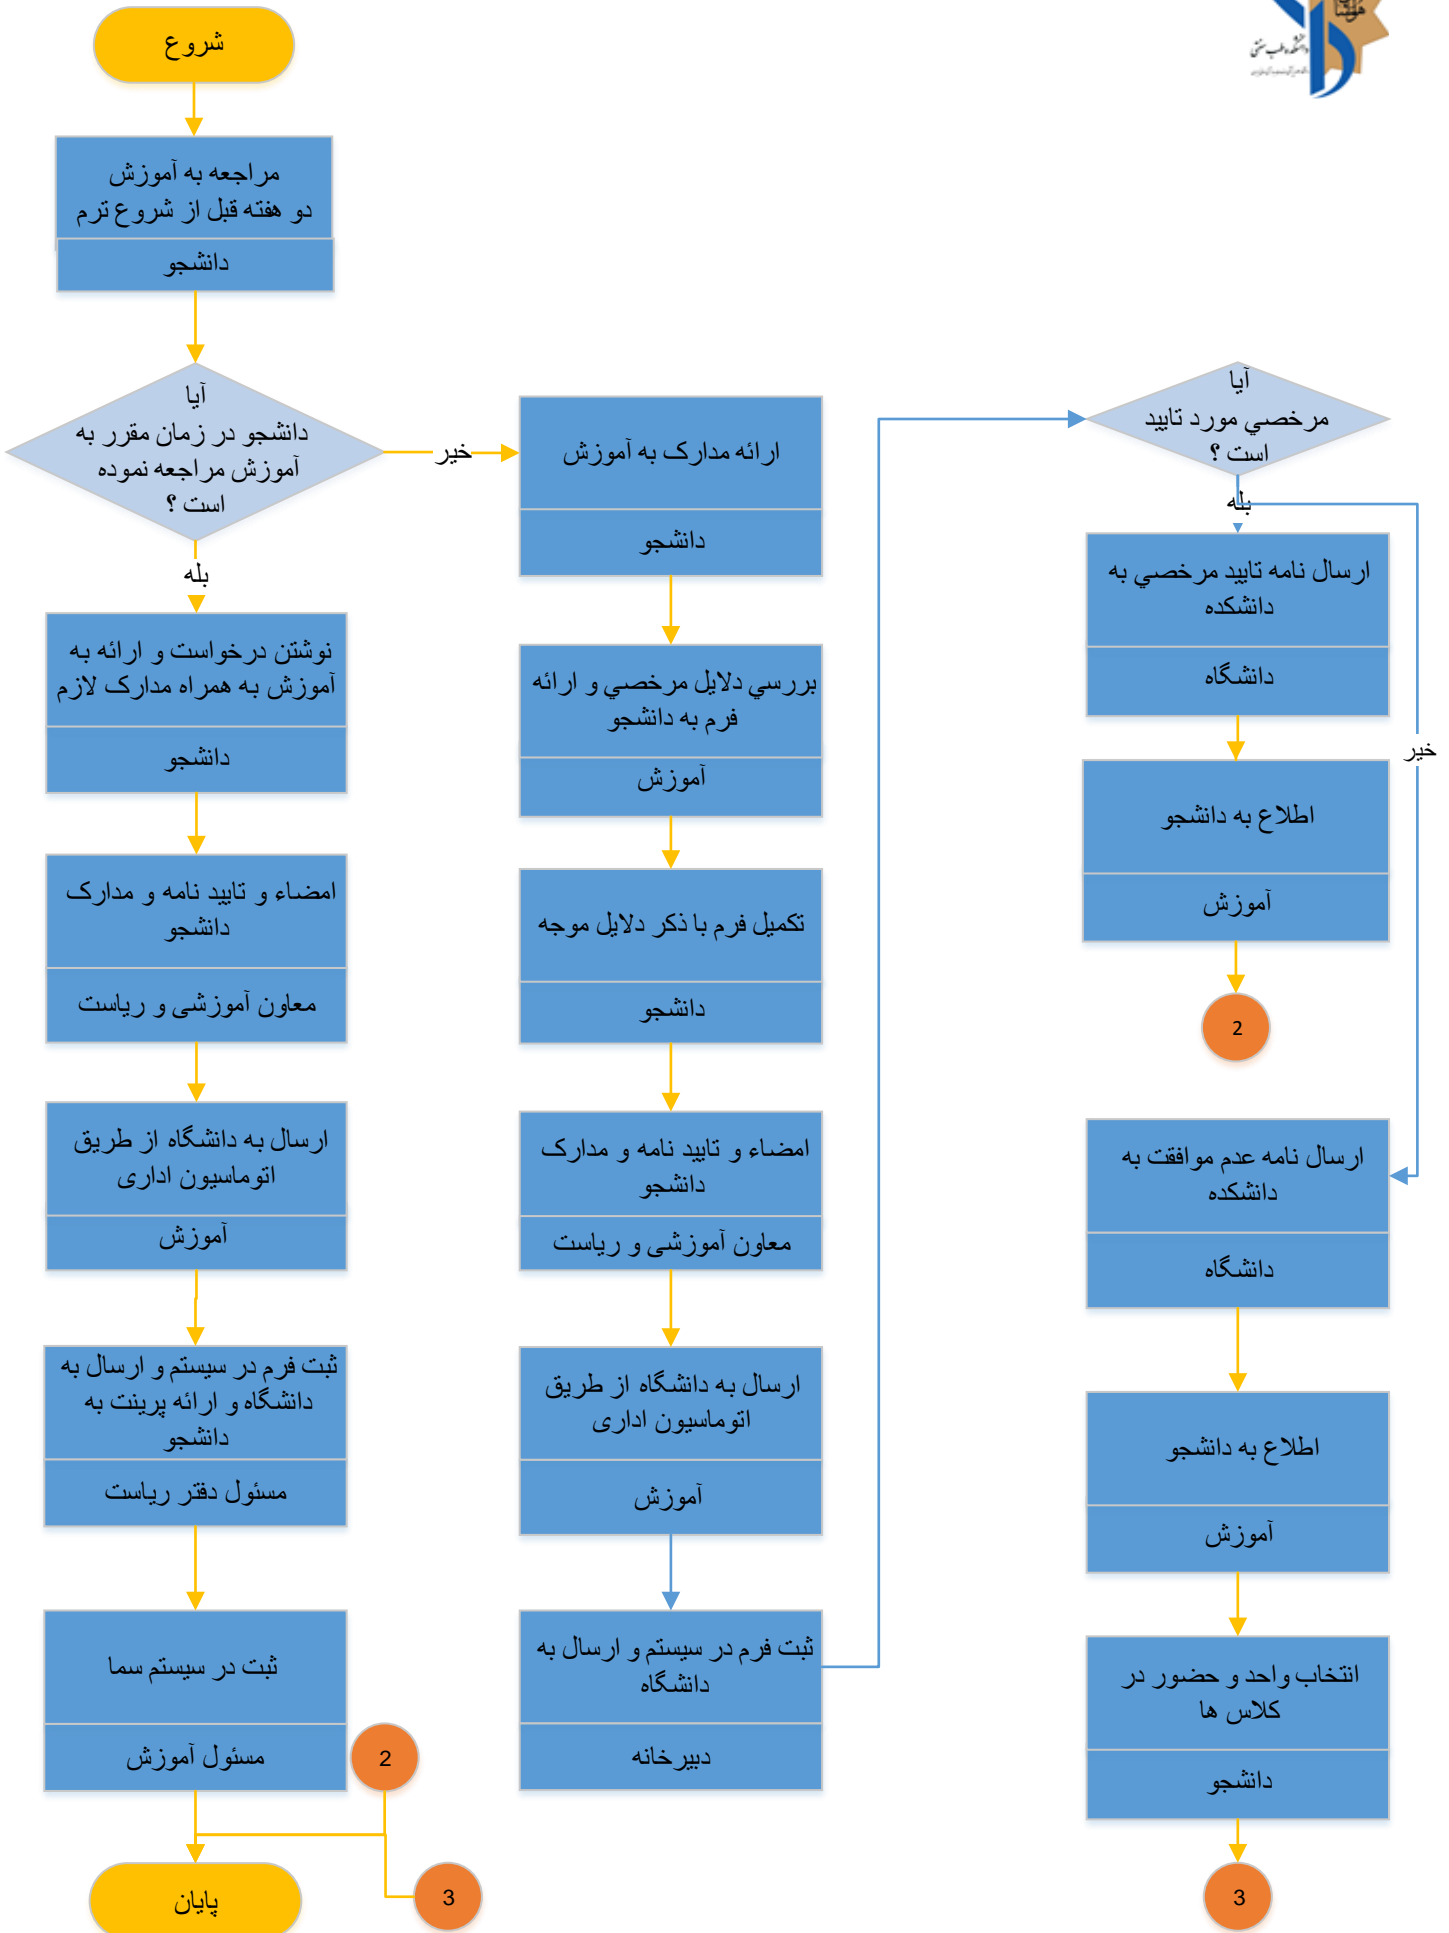 شروع
مراجعه به آموزش
دو هفته قبل از شروع ترم
دانشجو
آیا
دانشجو در زمان مقرر به
آموزش مراجعه نموده
است ؟
خیر
بله
نوشتن درخواست و ارائه به
آموزش به همراه مدارک لازم
دانشجو
امضاء و تایید نامه و مدارک
دانشجو
معاون آموزشی و ریاست
ارسال به دانشگاه از طریق
اتوماسیون اداری
آموزش
ثبت فرم در سیستم و ارسال به
دانشگاه و ارائه پرینت به
دانشجو
مسئول دفتر ریاست
ثبت در سیستم سما
مسئول آموزش
2
3
پایان
ارائه مدارک به آموزش
دانشجو
بررسي دلایل مرخصي و ارائه
فرم به دانشجو
آموزش
تکمیل فرم با ذکر دلایل موجه
دانشجو
امضاء و تایید نامه و مدارک
دانشجو
معاون آموزشی و ریاست
ارسال به دانشگاه از طریق
اتوماسیون اداری
آموزش
ثبت فرم در سیستم و ارسال به
دانشگاه
دبیرخانه
دانشکده طب سنتی
آیا
مرخصي مورد تایید
است ؟
بله
خیر
ارسال نامه تایید مرخصي به
دانشکده
دانشگاه
اطلاع به دانشجو
آموزش
2
ارسال نامه عدم موافقت به
دانشکده
دانشگاه
اطلاع به دانشجو
آموزش
انتخاب واحد و حضور در
کلاس ها
دانشجو
3